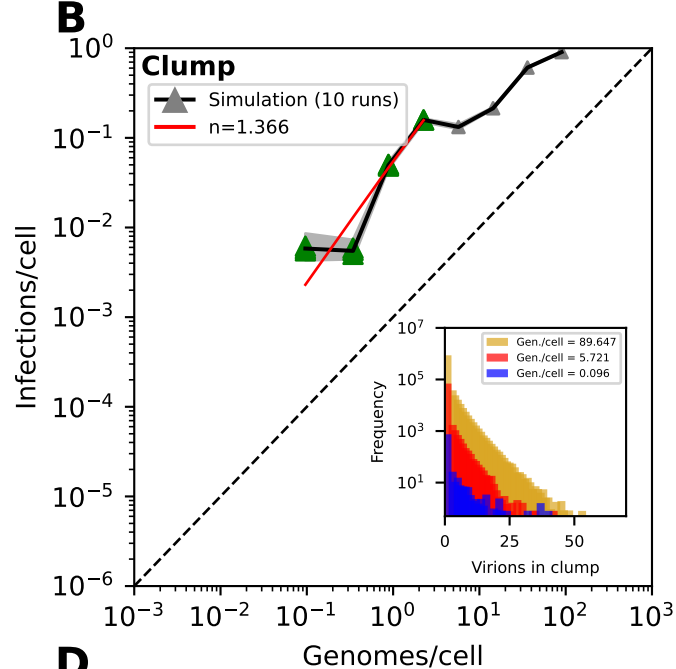 B
Clump
Simulation (10 runs)
n=1.366
Infections/cell
10^0
10^-1
10^-2
10^-3
10^-4
10^-5
10^-6
10^-3
10^-2
10^-1
10^0
10^1
10^2
10^3
Genomes/cell
Gen./cell = 89.647
Gen./cell = 5.721
Gen./cell = 0.096
Frequency
10^7
10^5
10^3
10^1
0
25
50
Virions in clump
D